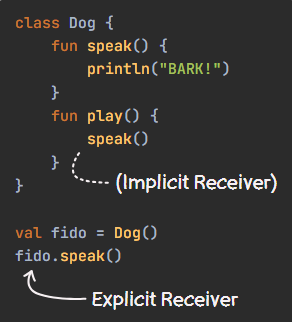 class Dog {
    fun speak() {
        println("BARK!")
    }
    fun play() {
        speak()
    }
(Implicit Receiver)
}
val fido = Dog()
fido.speak()
Explicit Receiver